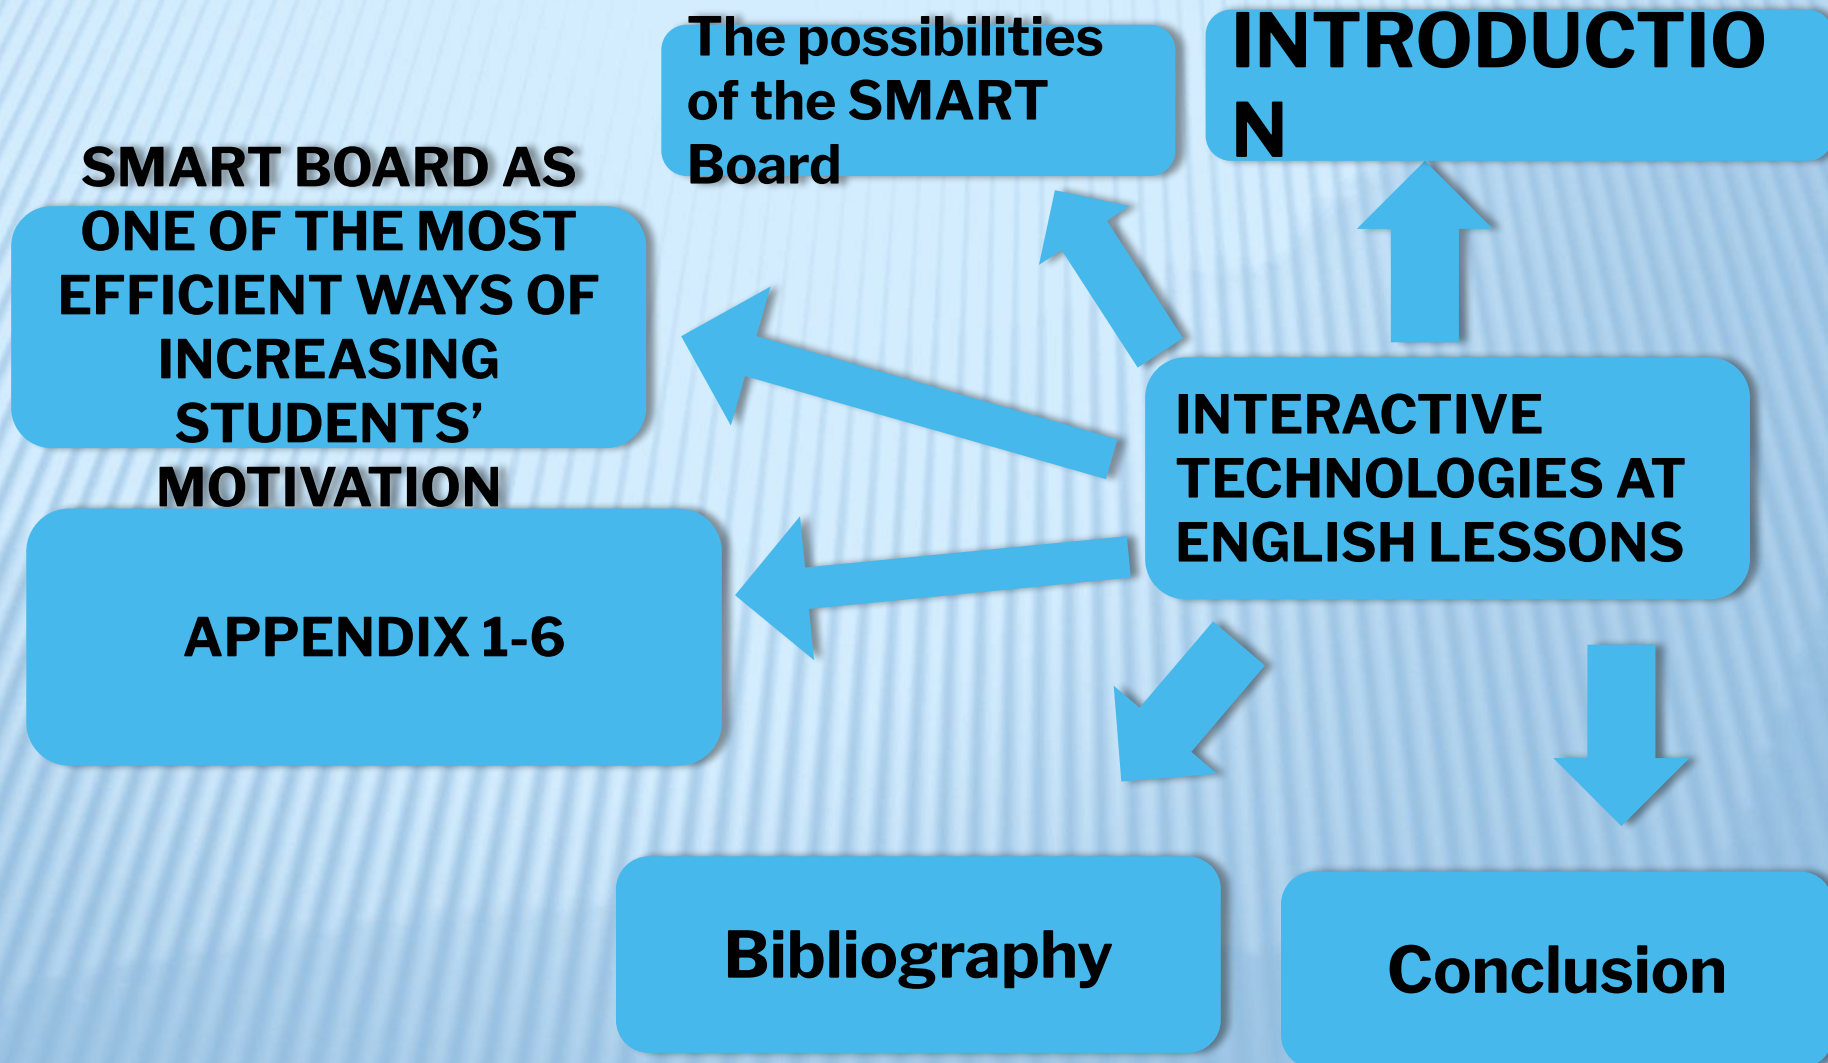 The possibilities
of the SMART
Board
INTRODUCTIO
N
SMART BOARD AS
ONE OF THE MOST
EFFICIENT WAYS OF
INCREASING
STUDENTS’
MOTIVATION
INTERACTIVE
TECHNOLOGIES AT
ENGLISH LESSONS
APPENDIX 1-6
Bibliography
Conclusion